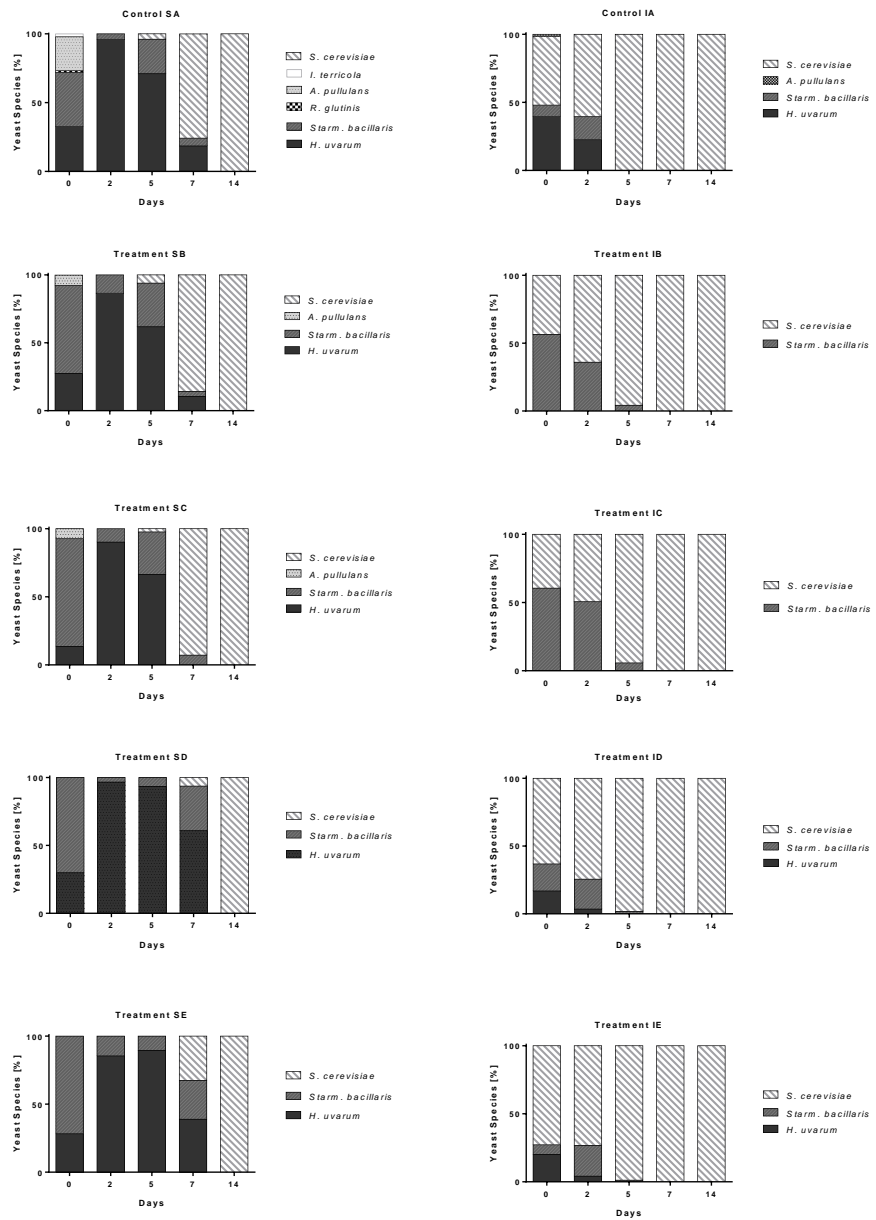 Control SA
Yeast Species [%]
100
50
0
0 2 5 7 14
Days
S. cerevisiae
I. terricola
A. pullulans
R. glutinis
Starm. bacillaris
H. uvarum
Control IA
Yeast Species [%]
100
50
0
0 2 5 7 14
Days
S. cerevisiae
A. pullulans
Starm. bacillaris
H. uvarum
Treatment SB
Yeast Species [%]
100
50
0
0 2 5 7 14
Days
S. cerevisiae
A. pullulans
Starm. bacillaris
H. uvarum
Treatment IB
Yeast Species [%]
100
50
0
0 2 5 7 14
Days
S. cerevisiae
Starm. bacillaris
Treatment SC
Yeast Species [%]
100
50
0
0 2 5 7 14
Days
S. cerevisiae
A. pullulans
Starm. bacillaris
H. uvarum
Treatment IC
Yeast Species [%]
100
50
0
0 2 5 7 14
Days
S. cerevisiae
Starm. bacillaris
Treatment SD
Yeast Species [%]
100
50
0
0 2 5 7 14
Days
S. cerevisiae
Starm. bacillaris
H. uvarum
Treatment ID
Yeast Species [%]
100
50
0
0 2 5 7 14
Days
S. cerevisiae
Starm. bacillaris
H. uvarum
Treatment SE
Yeast Species [%]
100
50
0
0 2 5 7 14
Days
S. cerevisiae
Starm. bacillaris
H. uvarum
Treatment IE
Yeast Species [%]
100
50
0
0 2 5 7 14
Days
S. cerevisiae
Starm. bacillaris
H. uvarum